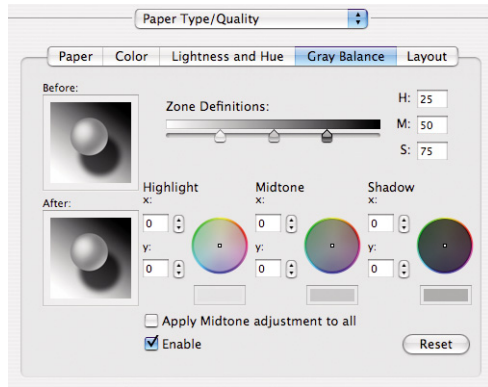 Paper Type/Quality
Paper Color Lightness and Hue Gray Balance Layout
Before:
Zone Definitions:
H: 25
M: 50
S: 75
After:
Highlight Midtone Shadow
x: x: x:
0 0 0
y: y: y:
0 0 0
Apply Midtone adjustment to all
Enable
Reset